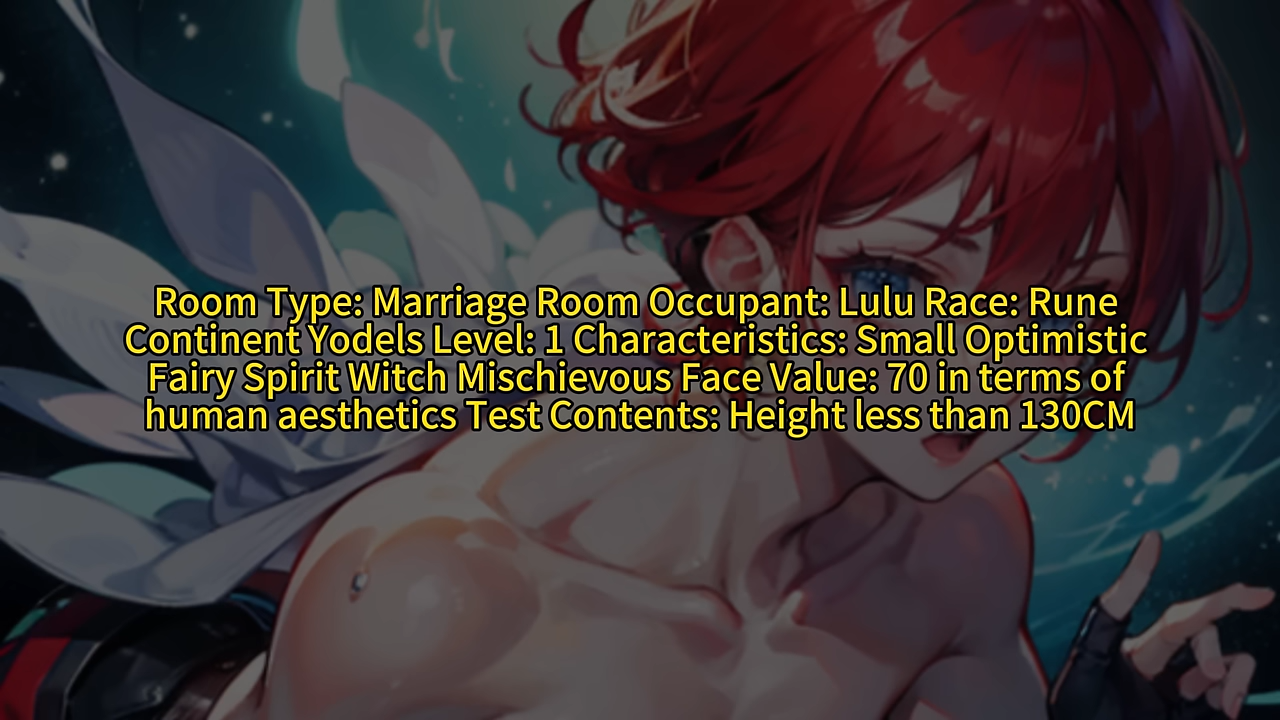 Room Type: Marriage Room Occupant: Lulu Race: Rune
Continent Yodels Level: 1 Characteristics: Small Optimistic
Fairy Spirit Witch Mischievous Face Value: 70 in terms of
human aesthetics Test Contents: Height less than 130CM